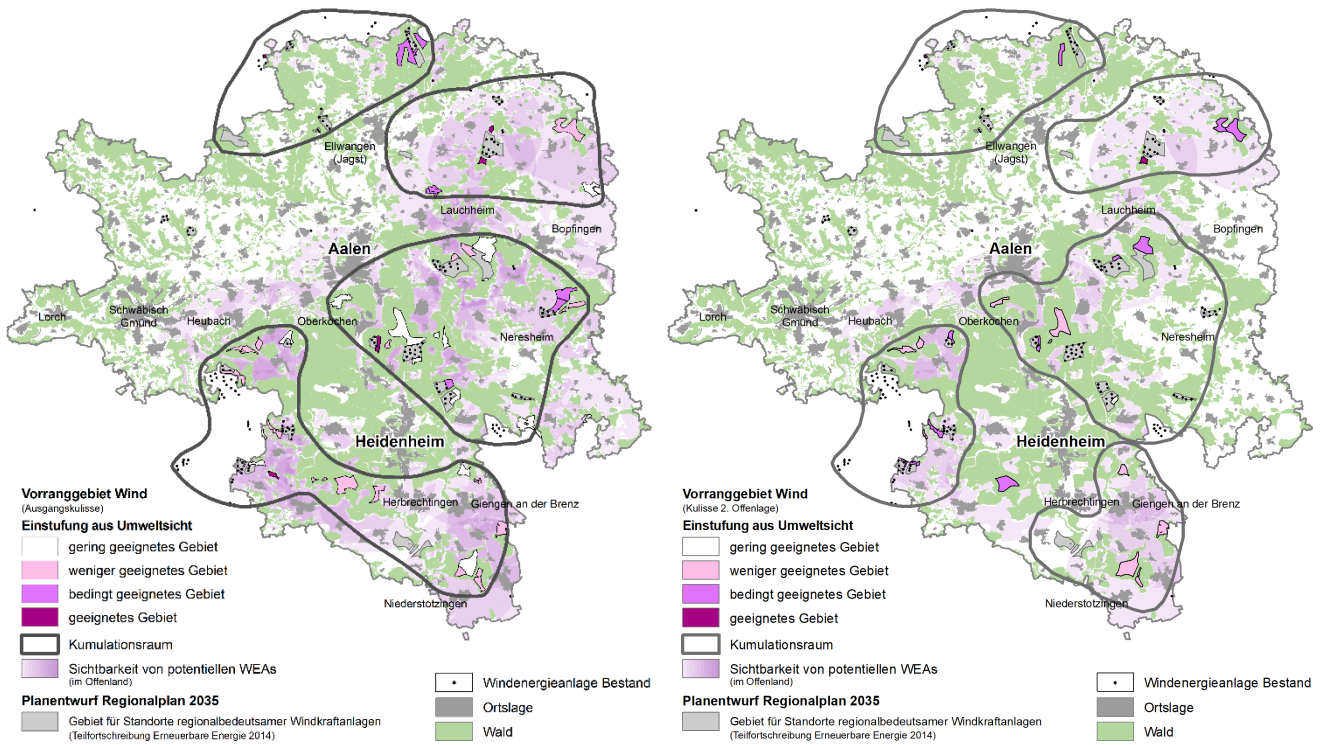 Ellwangen
(Jagst)
Lauchheim
Bopfingen
Aalen
Lorch
Schwäbisch
Gmünd
Heubach
Oberkochen
Neresheim
Heidenheim
Herbrechtingen
Giengen an der Brenz
Niederstotzingen
Vorranggebiet Wind
(Ausgangskulisse)
Einstufung aus Umweltsicht
gering geeignetes Gebiet
weniger geeignetes Gebiet
bedingt geeignetes Gebiet
geeignetes Gebiet
Kumulationsraum
Sichtbarkeit von potentiellen WEAs
(im Offenland)
Planentwurf Regionalplan 2035
Gebiet für Standorte regionalbedeutsamer Windkraftanlagen
(Teilfortschreibung Erneuerbare Energie 2014)
Windenergieanlage Bestand
Ortslage
Wald
Ellwangen
(Jagst)
Lauchheim
Bopfingen
Aalen
Lorch
Schwäbisch
Gmünd
Heubach
Oberkochen
Neresheim
Heidenheim
Herbrechtingen
Giengen an der Brenz
Niederstotzingen
Vorranggebiet Wind
(Kulisse 2. Offenlage)
Einstufung aus Umweltsicht
gering geeignetes Gebiet
weniger geeignetes Gebiet
bedingt geeignetes Gebiet
geeignetes Gebiet
Kumulationsraum
Sichtbarkeit von potentiellen WEAs
(im Offenland)
Planentwurf Regionalplan 2035
Gebiet für Standorte regionalbedeutsamer Windkraftanlagen
(Teilfortschreibung Erneuerbare Energie 2014)
Windenergieanlage Bestand
Ortslage
Wald